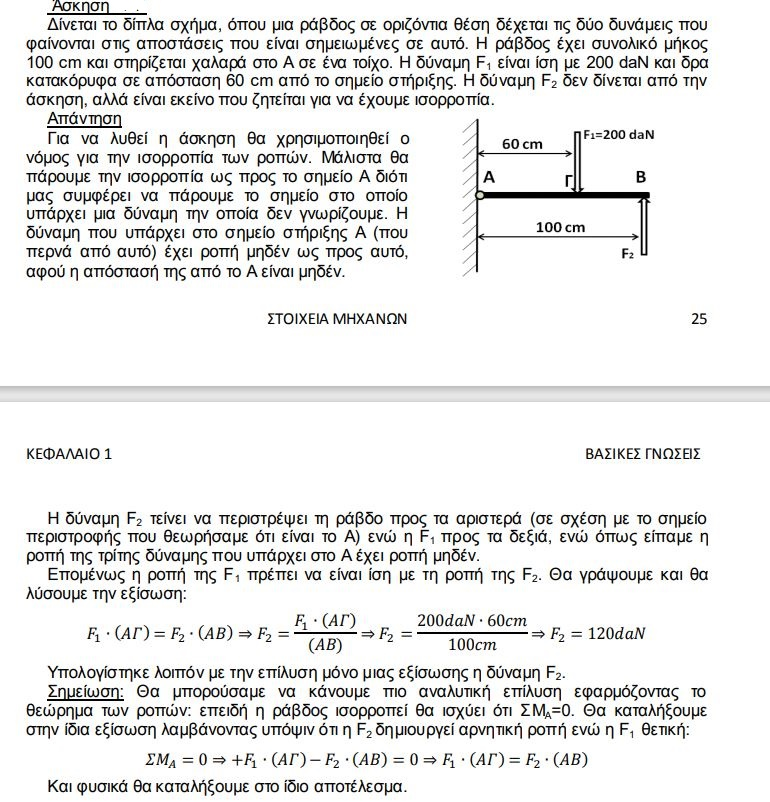 Άσκηση . .
Δίνεται το δίπλα σχήμα, όπου μια ράβδος σε οριζόντια θέση δέχεται τις δύο δυνάμεις που
φαίνονται στις αποστάσεις που είναι σημειωμένες σε αυτό. Η ράβδος έχει συνολικό μήκος
100 cm και στηρίζεται χαλαρά στο Α σε ένα τοίχο. Η δύναμη F₁ είναι ίση με 200 daN και δρα
κατακόρυφα σε απόσταση 60 cm από το σημείο στήριξης. Η δύναμη F₂ δεν δίνεται από την
άσκηση, αλλά είναι εκείνο που ζητείται για να έχουμε ισορροπία.
Απάντηση
Για να λυθεί η άσκηση θα χρησιμοποιηθεί ο
νόμος για την ισορροπία των ροπών. Μάλιστα θα
πάρουμε την ισορροπία ως προς το σημείο Α διότι
μας συμφέρει να πάρουμε το σημείο στο οποίο
υπάρχει μια δύναμη την οποία δεν γνωρίζουμε. Η
δύναμη που υπάρχει στο σημείο στήριξης Α (που
περνά από αυτό) έχει ροπή μηδέν ως προς αυτό,
αφού η απόστασή της από το Α είναι μηδέν.
F₁=200 daN
60 cm
A Γ B
100 cm
F₂
ΣΤΟΙΧΕΙΑ ΜΗΧΑΝΩΝ 25
ΚΕΦΑΛΑΙΟ 1 ΒΑΣΙΚΕΣ ΓΝΩΣΕΙΣ
Η δύναμη F₂ τείνει να περιστρέψει τη ράβδο προς τα αριστερά (σε σχέση με το σημείο
περιστροφής που θεωρήσαμε ότι είναι το Α) ενώ η F₁ προς τα δεξιά, ενώ όπως είπαμε η
ροπή της τρίτης δύναμης που υπάρχει στο Α έχει ροπή μηδέν.
Επομένως η ροπή της F₁ πρέπει να είναι ίση με τη ροπή της F₂. Θα γράψουμε και θα
λύσουμε την εξίσωση:
F₁ · (ΑΓ) = F₂ · (ΑΒ) ⇒ F₂ = F₁ · (ΑΓ) / (ΑΒ) ⇒ F₂ = 200daN · 60cm / 100cm ⇒ F₂ = 120daN
Υπολογίστηκε λοιπόν με την επίλυση μόνο μιας εξίσωσης η δύναμη F₂.
Σημείωση: Θα μπορούσαμε να κάνουμε πιο αναλυτική επίλυση εφαρμόζοντας το
θεώρημα των ροπών: επειδή η ράβδος ισορροπεί θα ισχύει ότι ΣΜ_Α=0. Θα καταλήξουμε
στην ίδια εξίσωση λαμβάνοντας υπόψιν ότι η F₂ δημιουργεί αρνητική ροπή ενώ η F₁ θετική:
ΣΜ_Α = 0 ⇒ +F₁ · (ΑΓ) − F₂ · (ΑΒ) = 0 ⇒ F₁ · (ΑΓ) = F₂ · (ΑΒ)
Και φυσικά θα καταλήξουμε στο ίδιο αποτέλεσμα.